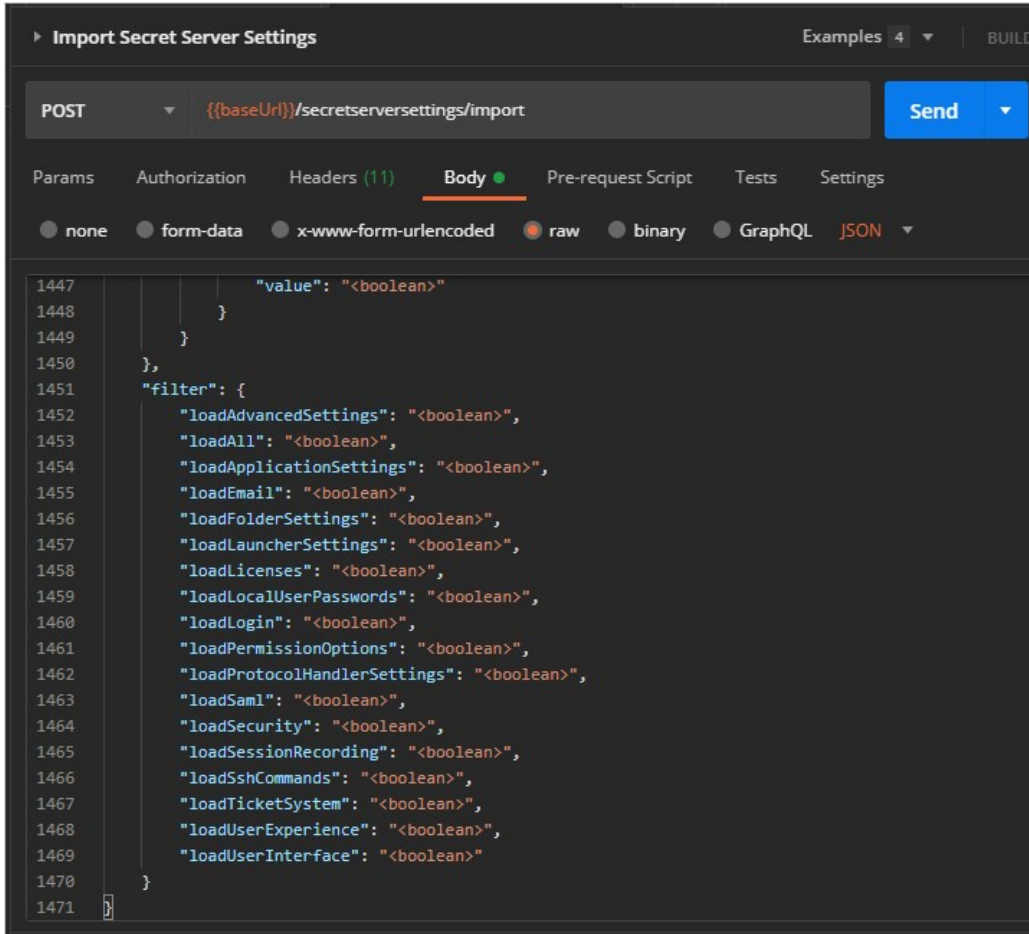 Import Secret Server Settings Examples 4 BUILD
POST {{baseUrl}}/secretserversettings/import Send
Params Authorization Headers (11) Body Pre-request Script Tests Settings
none form-data x-www-form-urlencoded raw binary GraphQL JSON
1447 "value": "<boolean>"
1448 }
1449 }
1450 },
1451 "filter": {
1452 "loadAdvancedSettings": "<boolean>",
1453 "loadAll": "<boolean>",
1454 "loadApplicationSettings": "<boolean>",
1455 "loadEmail": "<boolean>",
1456 "loadFolderSettings": "<boolean>",
1457 "loadLauncherSettings": "<boolean>",
1458 "loadLicenses": "<boolean>",
1459 "loadLocalUserPasswords": "<boolean>",
1460 "loadLogin": "<boolean>",
1461 "loadPermissionOptions": "<boolean>",
1462 "loadProtocolHandlerSettings": "<boolean>",
1463 "loadSaml": "<boolean>",
1464 "loadSecurity": "<boolean>",
1465 "loadSessionRecording": "<boolean>",
1466 "loadSshCommands": "<boolean>",
1467 "loadTicketSystem": "<boolean>",
1468 "loadUserExperience": "<boolean>",
1469 "loadUserInterface": "<boolean>"
1470 }
1471 }